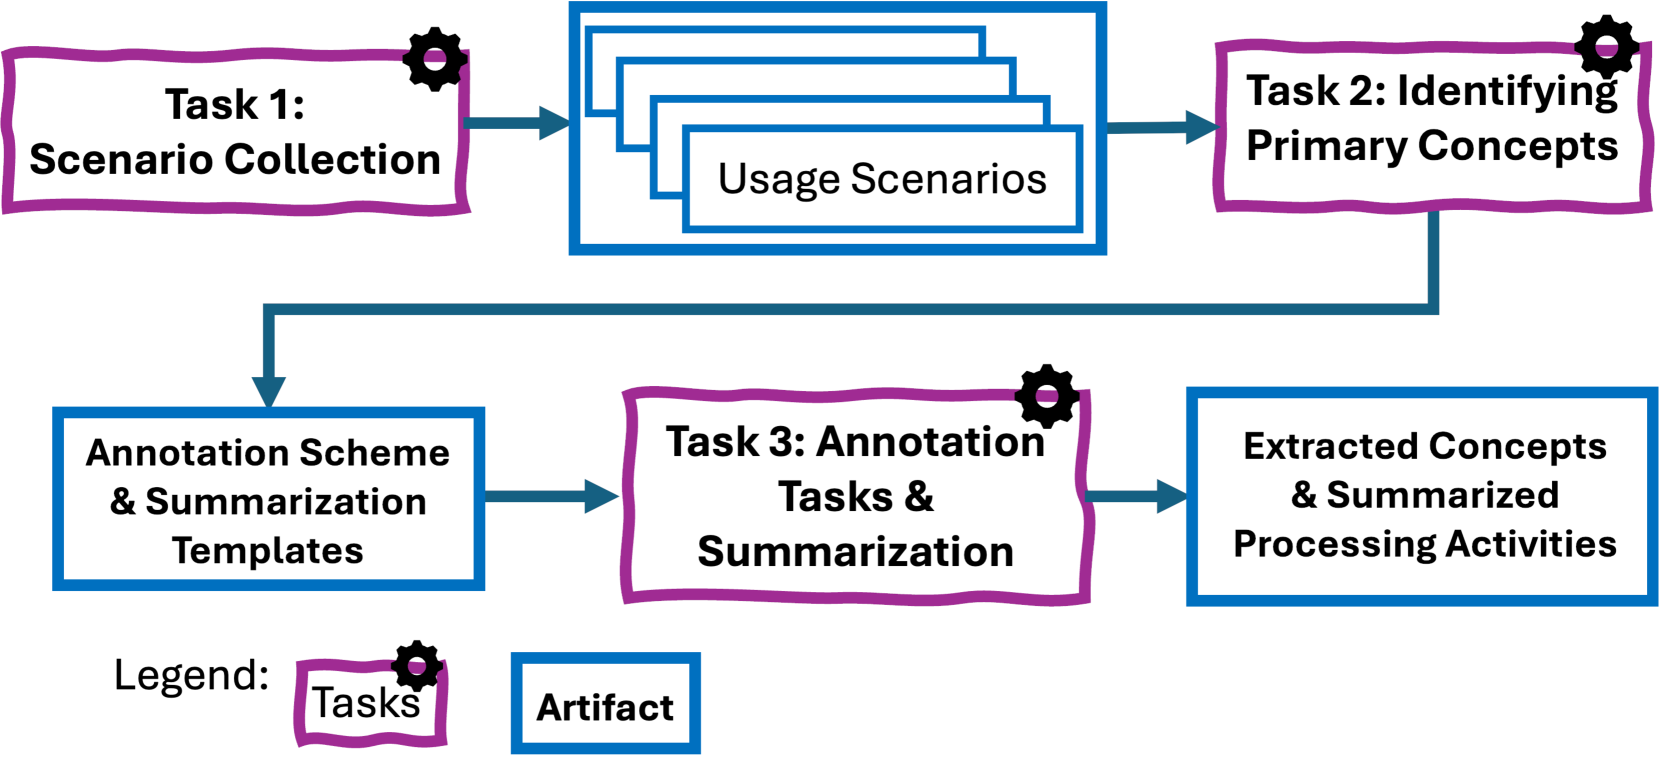 Task 1:
Scenario Collection
Usage Scenarios
Task 2: Identifying
Primary Concepts
Annotation Scheme
& Summarization
Templates
Task 3: Annotation
Tasks &
Summarization
Extracted Concepts
& Summarized
Processing Activities
Legend:
Tasks
Artifact